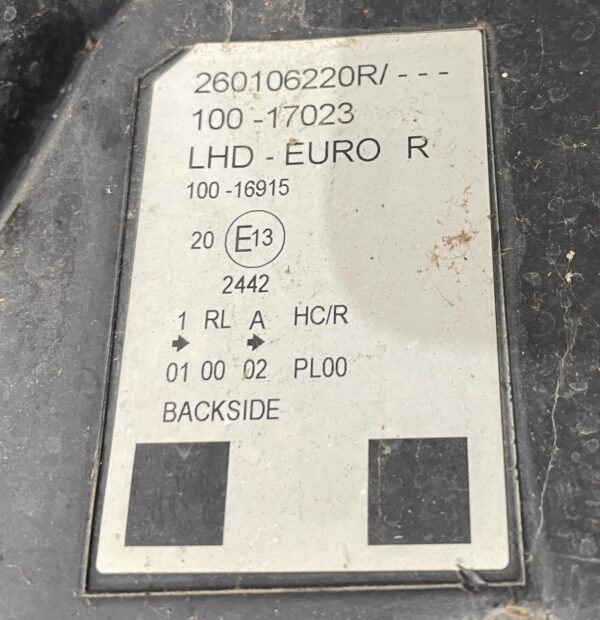 260106220R/ - - -
100 -17023
LHD - EURO R
100 -16915
20 E13
2442
1 RL A HC/R
01 00 02 PL00
BACKSIDE